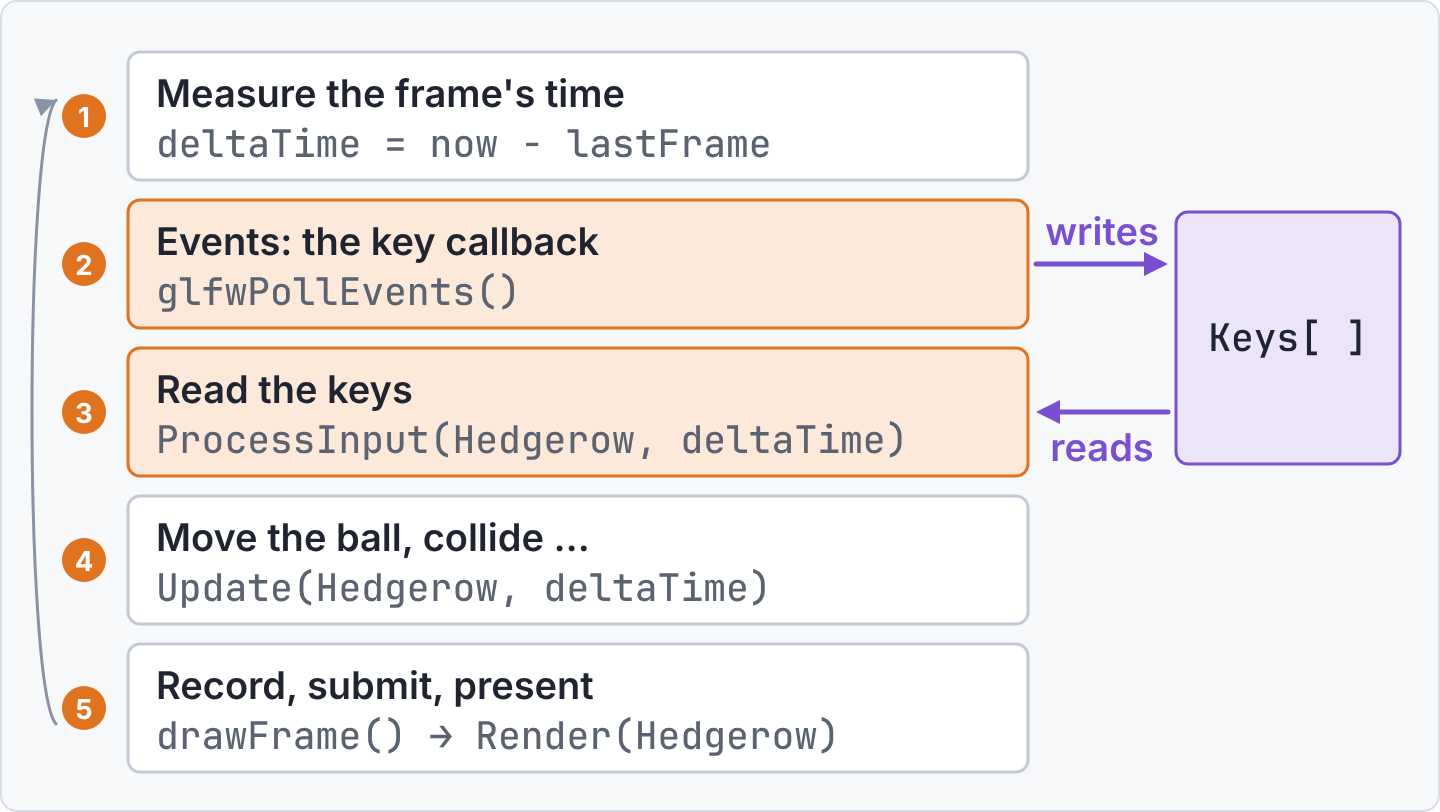 1
Measure the frame's time
deltaTime = now - lastFrame
2
Events: the key callback
glfwPollEvents()
writes
3
Read the keys
ProcessInput(Hedgerow, deltaTime)
Keys[ ]
reads
4
Move the ball, collide ...
Update(Hedgerow, deltaTime)
5
Record, submit, present
drawFrame() → Render(Hedgerow)